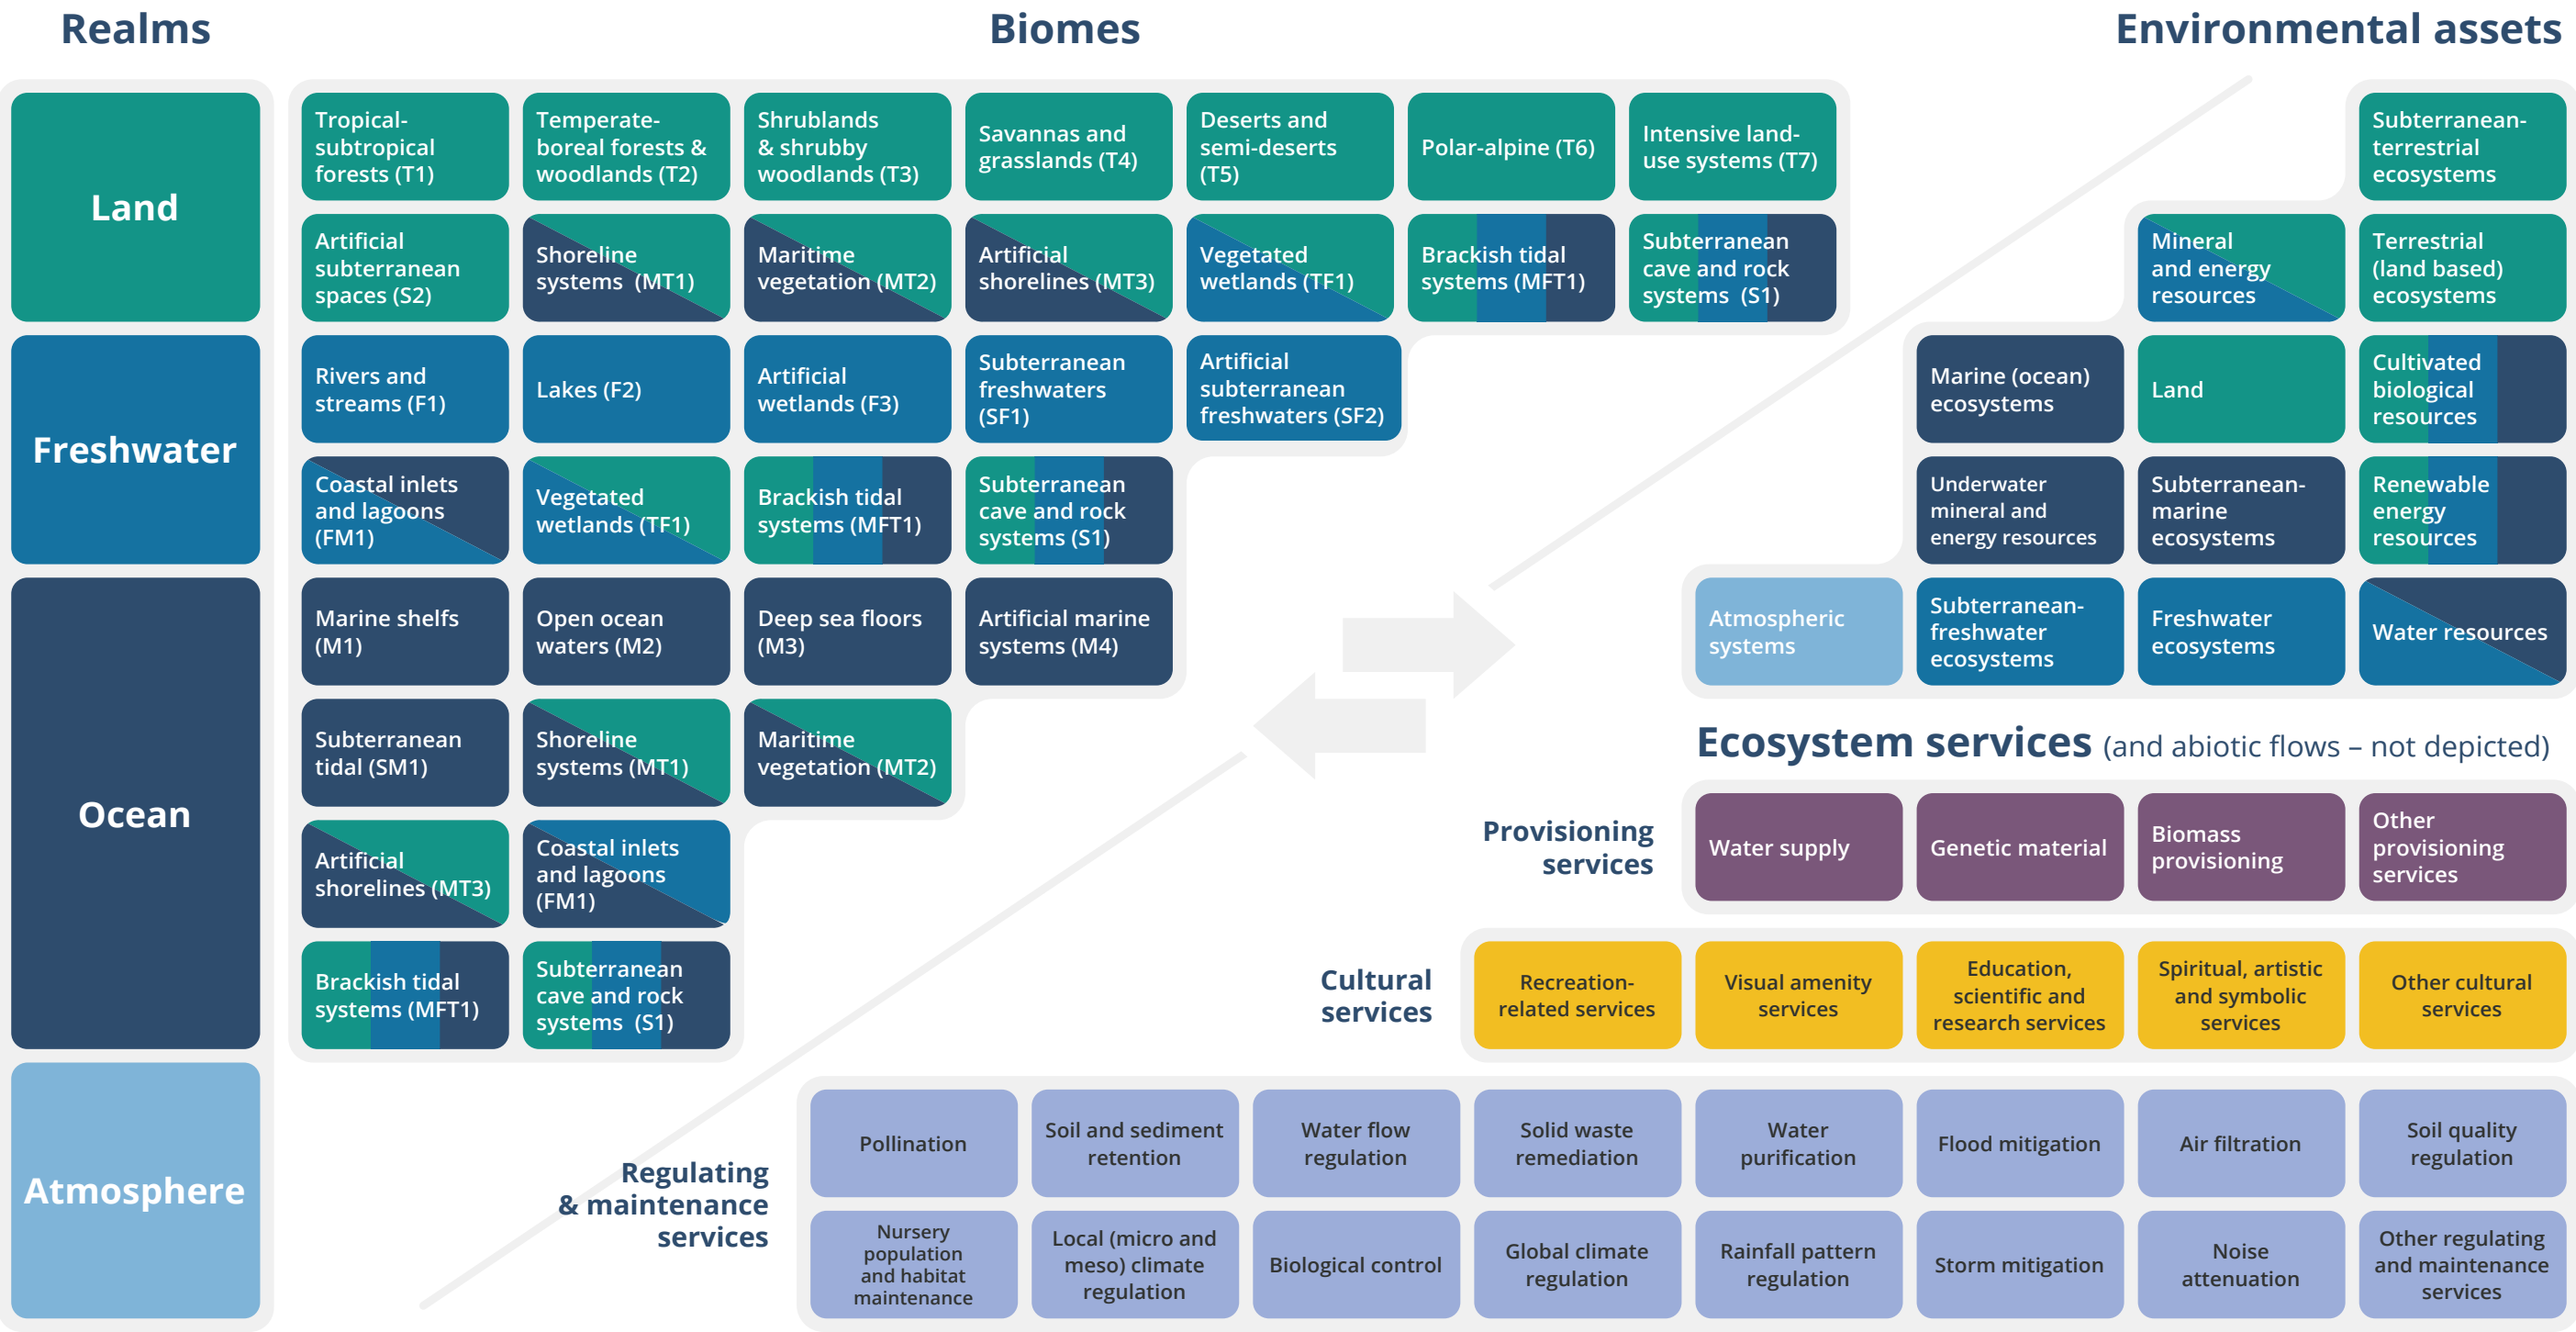 Realms
Biomes
Environmental assets
Land
Freshwater
Ocean
Atmosphere
Tropical-
subtropical
forests (T1)
Temperate-
boreal forests &
woodlands (T2)
Shrublands
& shrubby
woodlands (T3)
Savannas and
grasslands (T4)
Deserts and
semi-deserts
(T5)
Polar-alpine (T6)
Intensive land-
use systems (T7)
Artificial
subterranean
spaces (S2)
Shoreline
systems (MT1)
Maritime
vegetation (MT2)
Artificial
shorelines (MT3)
Vegetated
wetlands (TF1)
Brackish tidal
systems (MFT1)
Subterranean
cave and rock
systems (S1)
Rivers and
streams (F1)
Lakes (F2)
Artificial
wetlands (F3)
Subterranean
freshwaters
(SF1)
Artificial
subterranean
freshwaters (SF2)
Coastal inlets
and lagoons
(FM1)
Vegetated
wetlands (TF1)
Brackish tidal
systems (MFT1)
Subterranean
cave and rock
systems (S1)
Marine shelfs
(M1)
Open ocean
waters (M2)
Deep sea floors
(M3)
Artificial marine
systems (M4)
Subterranean
tidal (SM1)
Shoreline
systems (MT1)
Maritime
vegetation (MT2)
Artificial
shorelines (MT3)
Coastal inlets
and lagoons
(FM1)
Brackish tidal
systems (MFT1)
Subterranean
cave and rock
systems (S1)
Subterranean-
terrestrial
ecosystems
Mineral
and energy
resources
Terrestrial
(land based)
ecosystems
Marine (ocean)
ecosystems
Land
Cultivated
biological
resources
Underwater
mineral and
energy resources
Subterranean-
marine
ecosystems
Renewable
energy
resources
Atmospheric
systems
Subterranean-
freshwater
ecosystems
Freshwater
ecosystems
Water resources
Ecosystem services (and abiotic flows – not depicted)
Provisioning
services
Water supply
Genetic material
Biomass
provisioning
Other
provisioning
services
Cultural
services
Recreation-
related services
Visual amenity
services
Education,
scientific and
research services
Spiritual, artistic
and symbolic
services
Other cultural
services
Regulating
& maintenance
services
Pollination
Soil and sediment
retention
Water flow
regulation
Solid waste
remediation
Water
purification
Flood mitigation
Air filtration
Soil quality
regulation
Nursery
population
and habitat
maintenance
Local (micro and
meso) climate
regulation
Biological control
Global climate
regulation
Rainfall pattern
regulation
Storm mitigation
Noise
attenuation
Other regulating
and maintenance
services